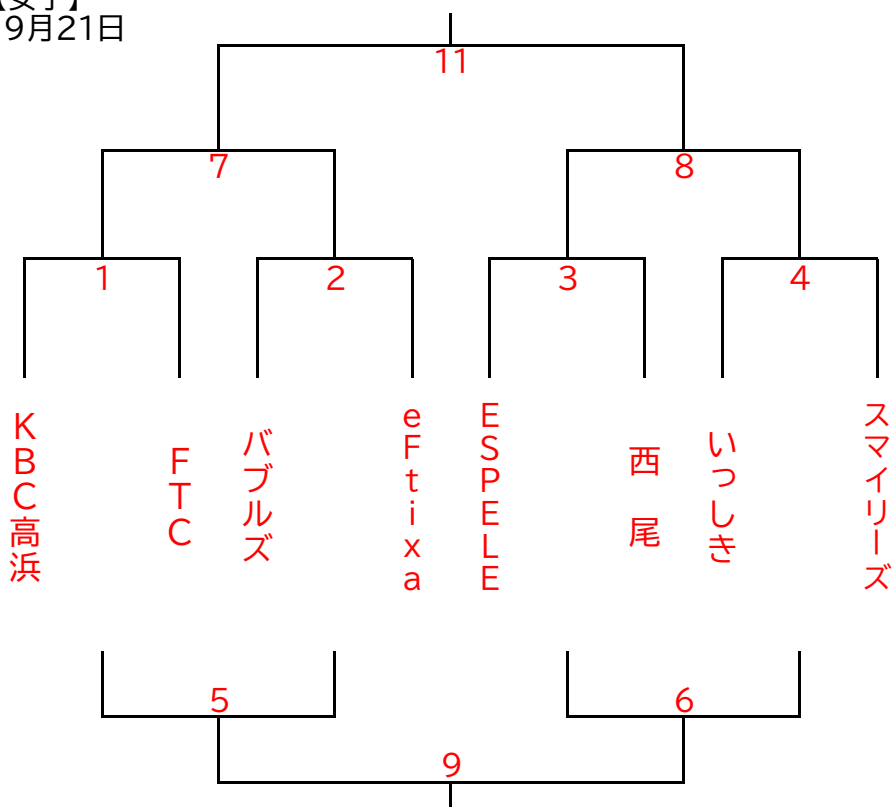 【女子】
9月21日
11
7
8
1
2
3
4
KBC高浜
FTC
バブルズ
eFtixa
ESPELE
西尾
いっしき
スマイリーズ
5
6
9